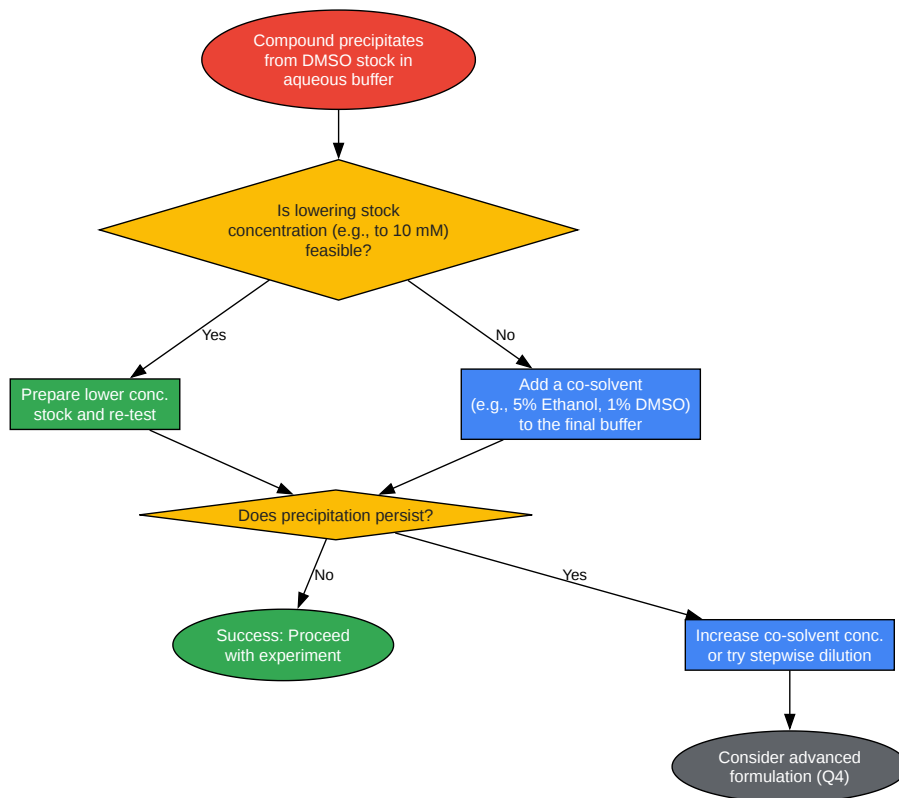 Compound precipitates
from DMSO stock in
aqueous buffer
Is lowering stock
concentration (e.g., to 10 mM)
feasible?
Yes
No
Prepare lower conc.
stock and re-test
Add a co-solvent
(e.g., 5% Ethanol, 1% DMSO)
to the final buffer
Does precipitation persist?
No
Yes
Success: Proceed
with experiment
Increase co-solvent conc.
or try stepwise dilution
Consider advanced
formulation (Q4)